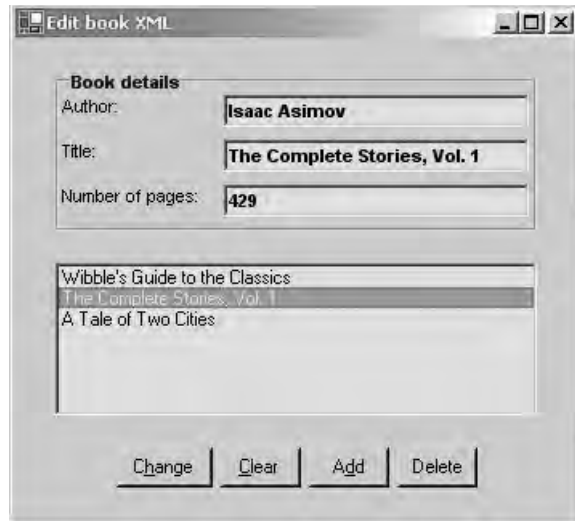 Edit book XML
Book details
Author:
Isaac Asimov
Title:
The Complete Stories, Vol. 1
Number of pages:
429
Wibble's Guide to the Classics
The Complete Stories, Vol. 1
A Tale of Two Cities
Change
Clear
Add
Delete